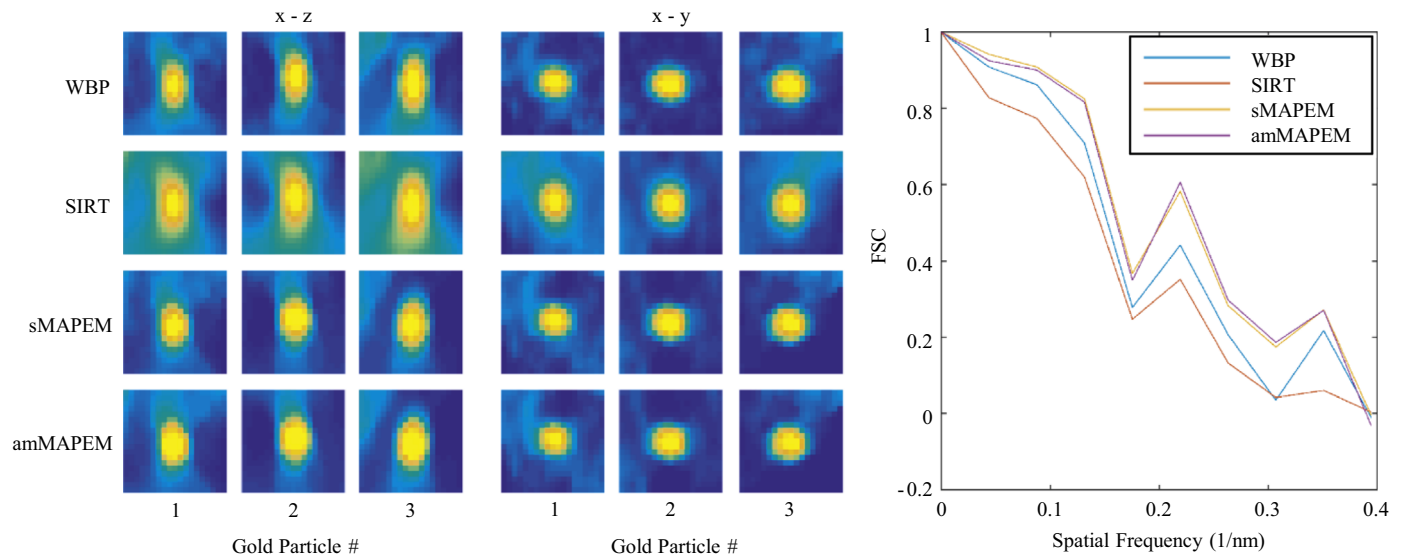 x - z
x - y
WBP
SIRT
sMAPEM
amMAPEM
1 2 3
1 2 3
Gold Particle #
Gold Particle #
1
0.8
0.6
0.4
0.2
0
- 0.2
FSC
WBP
SIRT
sMAPEM
amMAPEM
0 0.1 0.2 0.3 0.4
Spatial Frequency (1/nm)